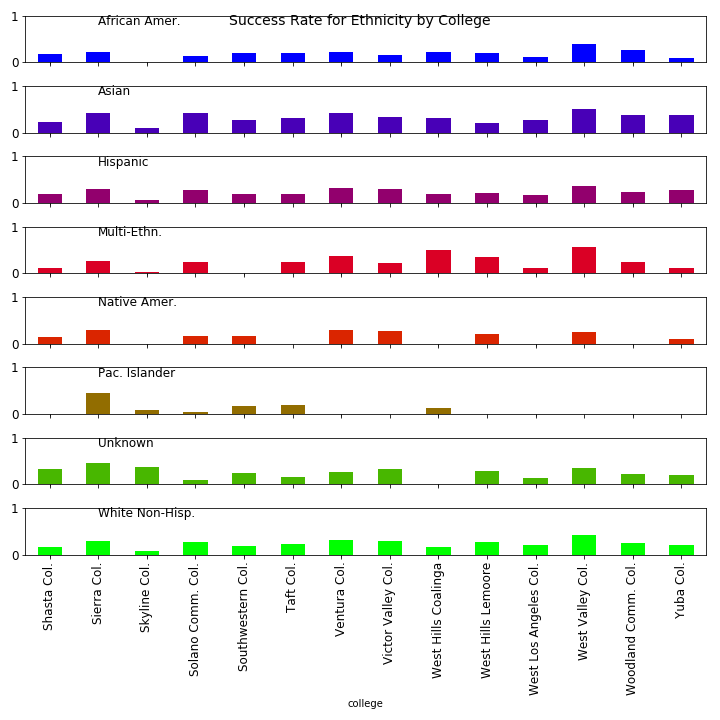 Success Rate for Ethnicity by College
1
African Amer.
0
1
Asian
0
1
Hispanic
0
1
Multi-Ethn.
0
1
Native Amer.
0
1
Pac. Islander
0
1
Unknown
0
1
White Non-Hisp.
0
Shasta Col.
Sierra Col.
Skyline Col.
Solano Comm. Col.
Southwestern Col.
Taft Col.
Ventura Col.
Victor Valley Col.
West Hills Coalinga
West Hills Lemoore
West Los Angeles Col.
West Valley Col.
Woodland Comm. Col.
Yuba Col.
college